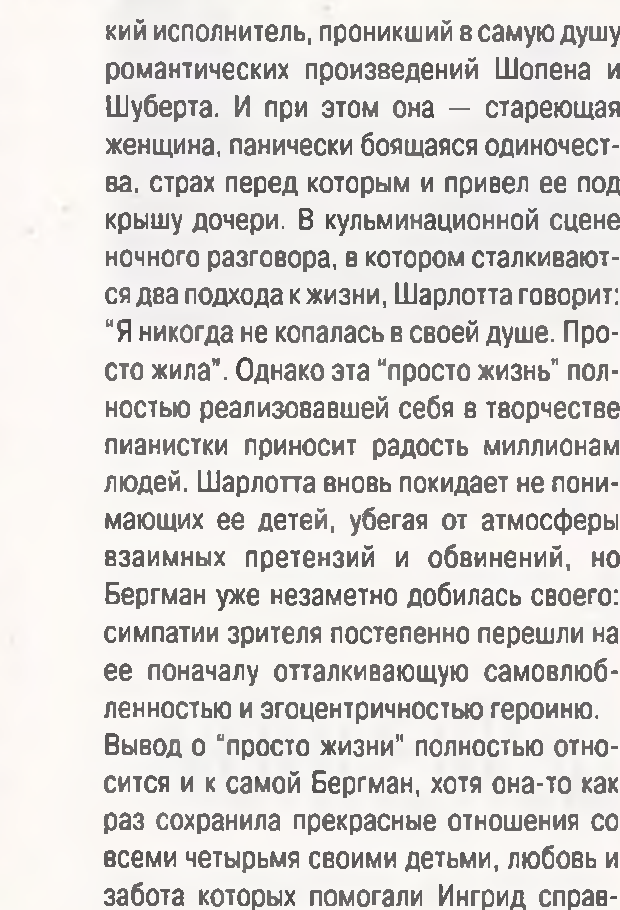 кий исполнитель, проникший в самую душу
романтических произведений Шопена и
Шуберта. И при этом она — стареющая
женщина, панически боящаяся одиночест-
ва, страх перед которым и привел ее под
крышу дочери. В кульминационной сцене
ночного разговора, в котором сталкивают-
ся два подхода к жизни, Шарлотта говорит:
“Я никогда не копалась в своей душе. Про-
сто жила”. Однако эта “просто жизнь” пол-
ностью реализовавшей себя в творчестве
пианистки приносит радость миллионам
людей. Шарлотта вновь покидает не пони-
мающих ее детей, убегая от атмосферы
взаимных претензий и обвинений, но
Бергман уже незаметно добилась своего:
симпатии зрителя постепенно перешли на
ее поначалу отталкивающую самовлюб-
ленностью и эгоцентричностью героиню.
Вывод о “просто жизни” полностью отно-
сится и к самой Бергман, хотя она-то как
раз сохранила прекрасные отношения со
всеми четырьмя своими детьми, любовь и
забота которых помогали Ингрид справ-